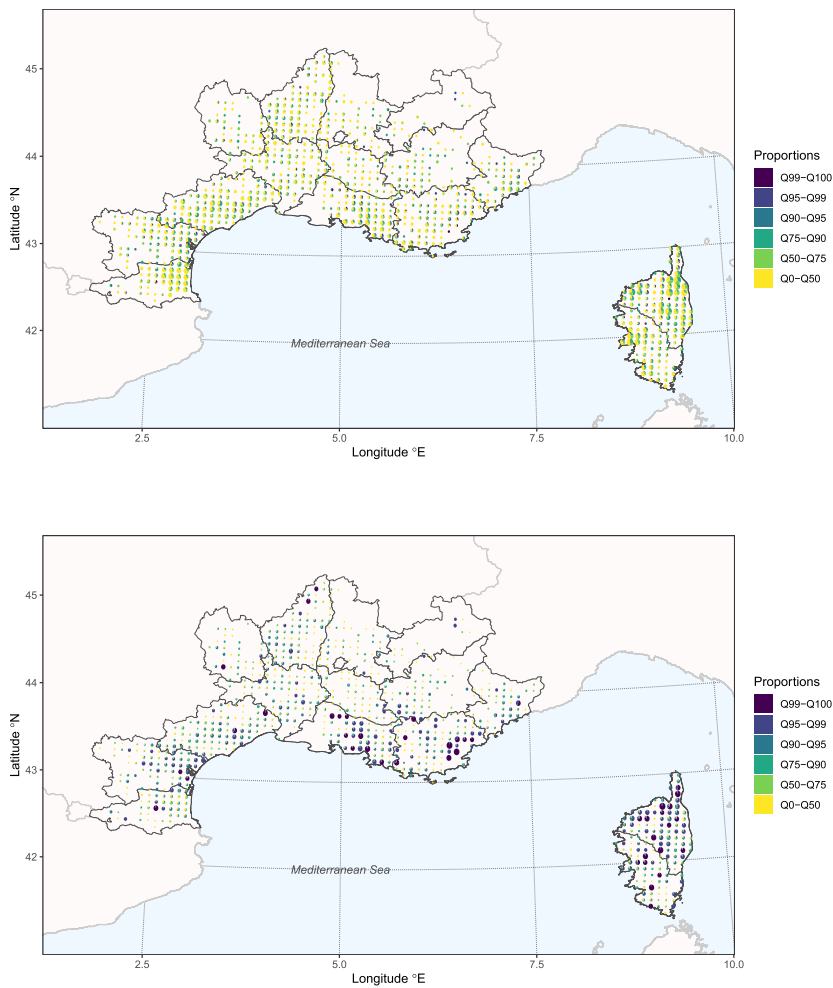 45
44
43
42
Latitude °N
Mediterranean Sea
2.5
5.0
7.5
10.0
Longitude °E
Proportions
Q99−Q100
Q95−Q99
Q90−Q95
Q75−Q90
Q50−Q75
Q0−Q50
45
44
43
42
Latitude °N
Mediterranean Sea
2.5
5.0
7.5
10.0
Longitude °E
Proportions
Q99−Q100
Q95−Q99
Q90−Q95
Q75−Q90
Q50−Q75
Q0−Q50